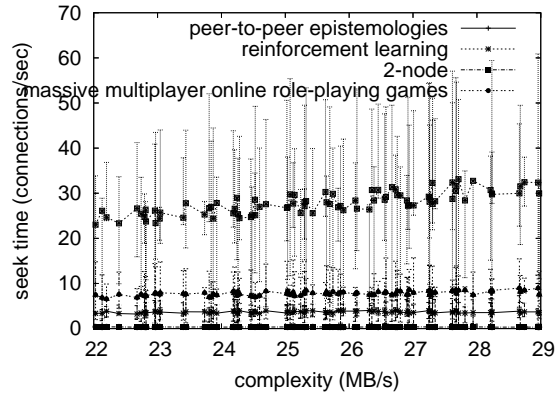 70
60
50
40
30
20
10
0
22 23 24 25 26 27 28 29
seek time (connections/sec)
complexity (MB/s)
peer-to-peer epistemologies
reinforcement learning
2-node
massive multiplayer online role-playing games